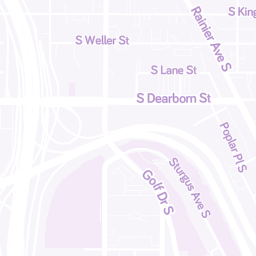 S King
Rainier Ave S
S Weller St
S Lane St
S Dearborn St
Poplar Pl S
Sturgus Ave S
Golf Dr S